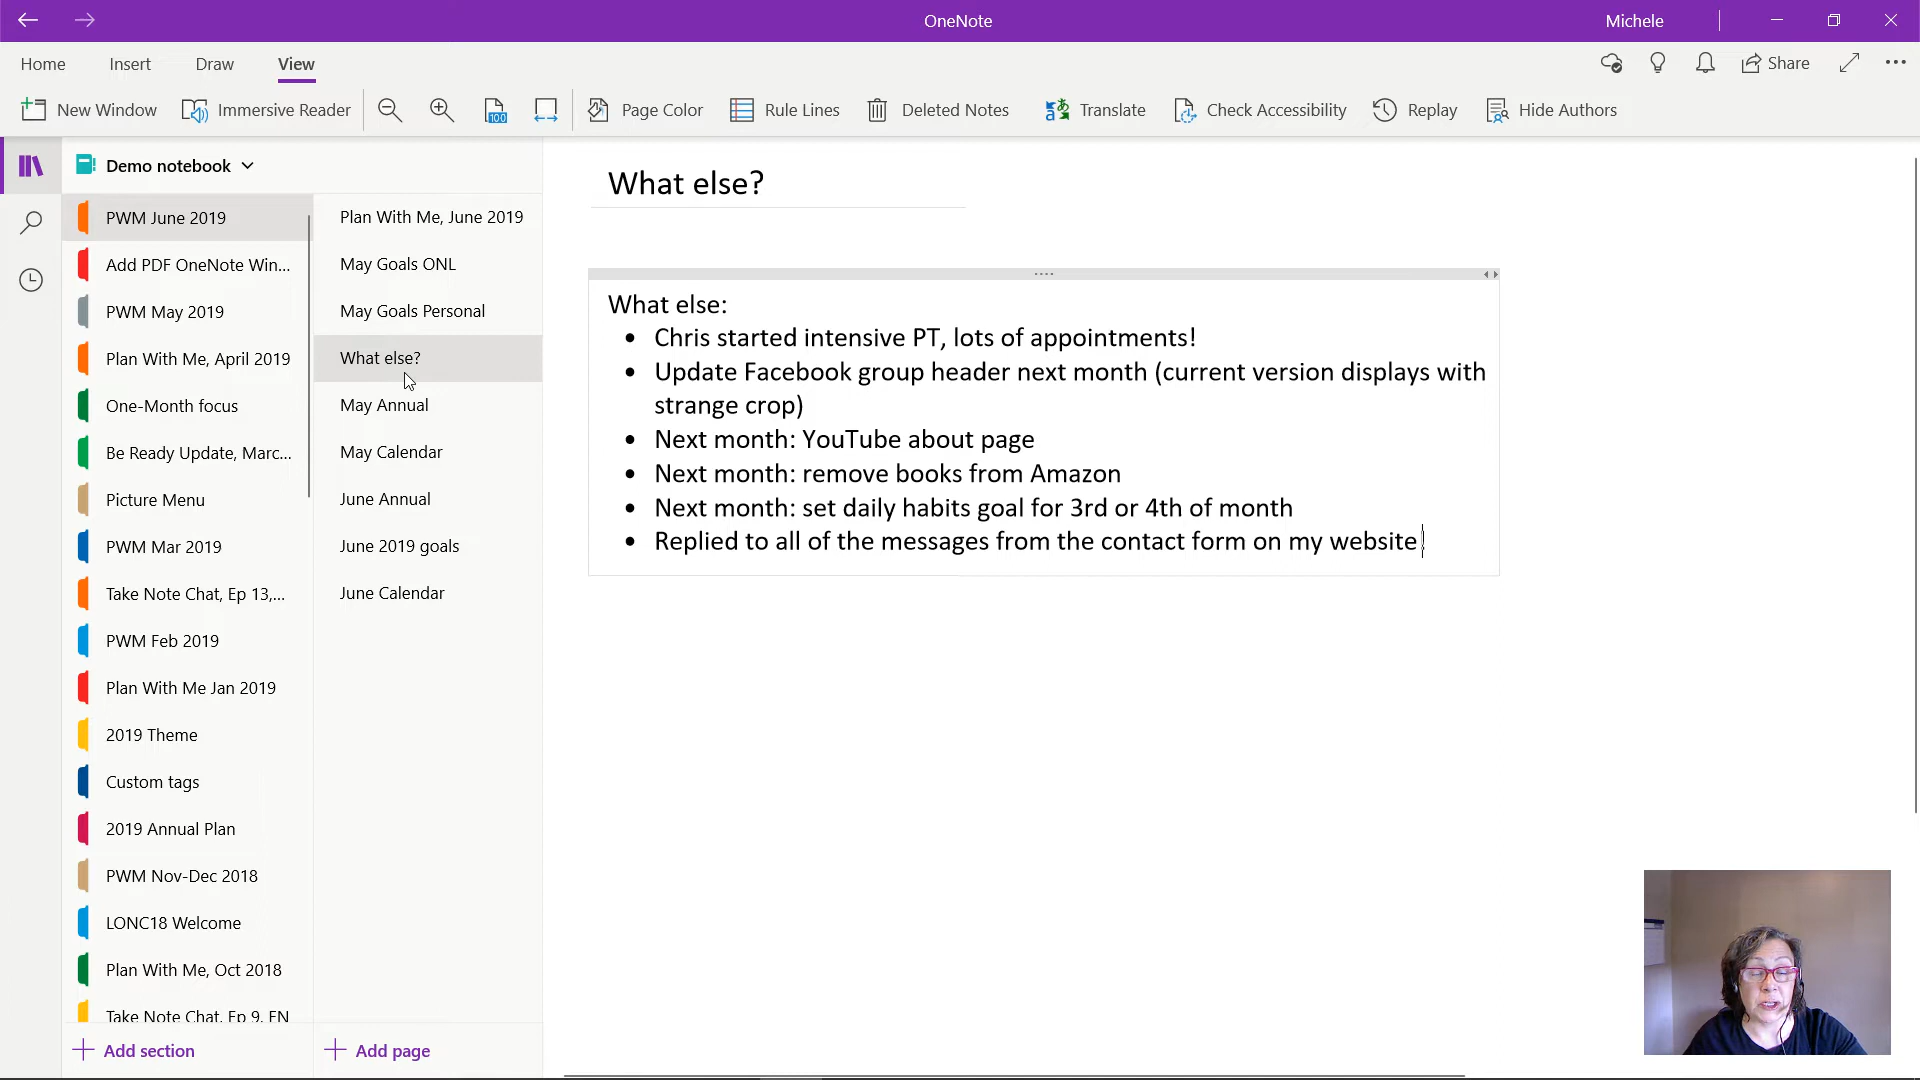 OneNote
Michele
Home
Insert
Draw
View
Share
New Window
Immersive Reader
100
Page Color
Rule Lines
Deleted Notes
Translate
Check Accessibility
Replay
Hide Authors
Demo notebook
PWM June 2019
Add PDF OneNote Win...
PWM May 2019
Plan With Me, April 2019
One-Month focus
Be Ready Update, Marc...
Picture Menu
PWM Mar 2019
Take Note Chat, Ep 13,...
PWM Feb 2019
Plan With Me Jan 2019
2019 Theme
Custom tags
2019 Annual Plan
PWM Nov-Dec 2018
LONC18 Welcome
Plan With Me, Oct 2018
Take Note Chat, Ep 9, EN
Add section
Plan With Me, June 2019
May Goals ONL
May Goals Personal
What else?
May Annual
May Calendar
June Annual
June 2019 goals
June Calendar
Add page
What else?
What else:
• Chris started intensive PT, lots of appointments!
• Update Facebook group header next month (current version displays with
strange crop)
• Next month: YouTube about page
• Next month: remove books from Amazon
• Next month: set daily habits goal for 3rd or 4th of month
• Replied to all of the messages from the contact form on my website